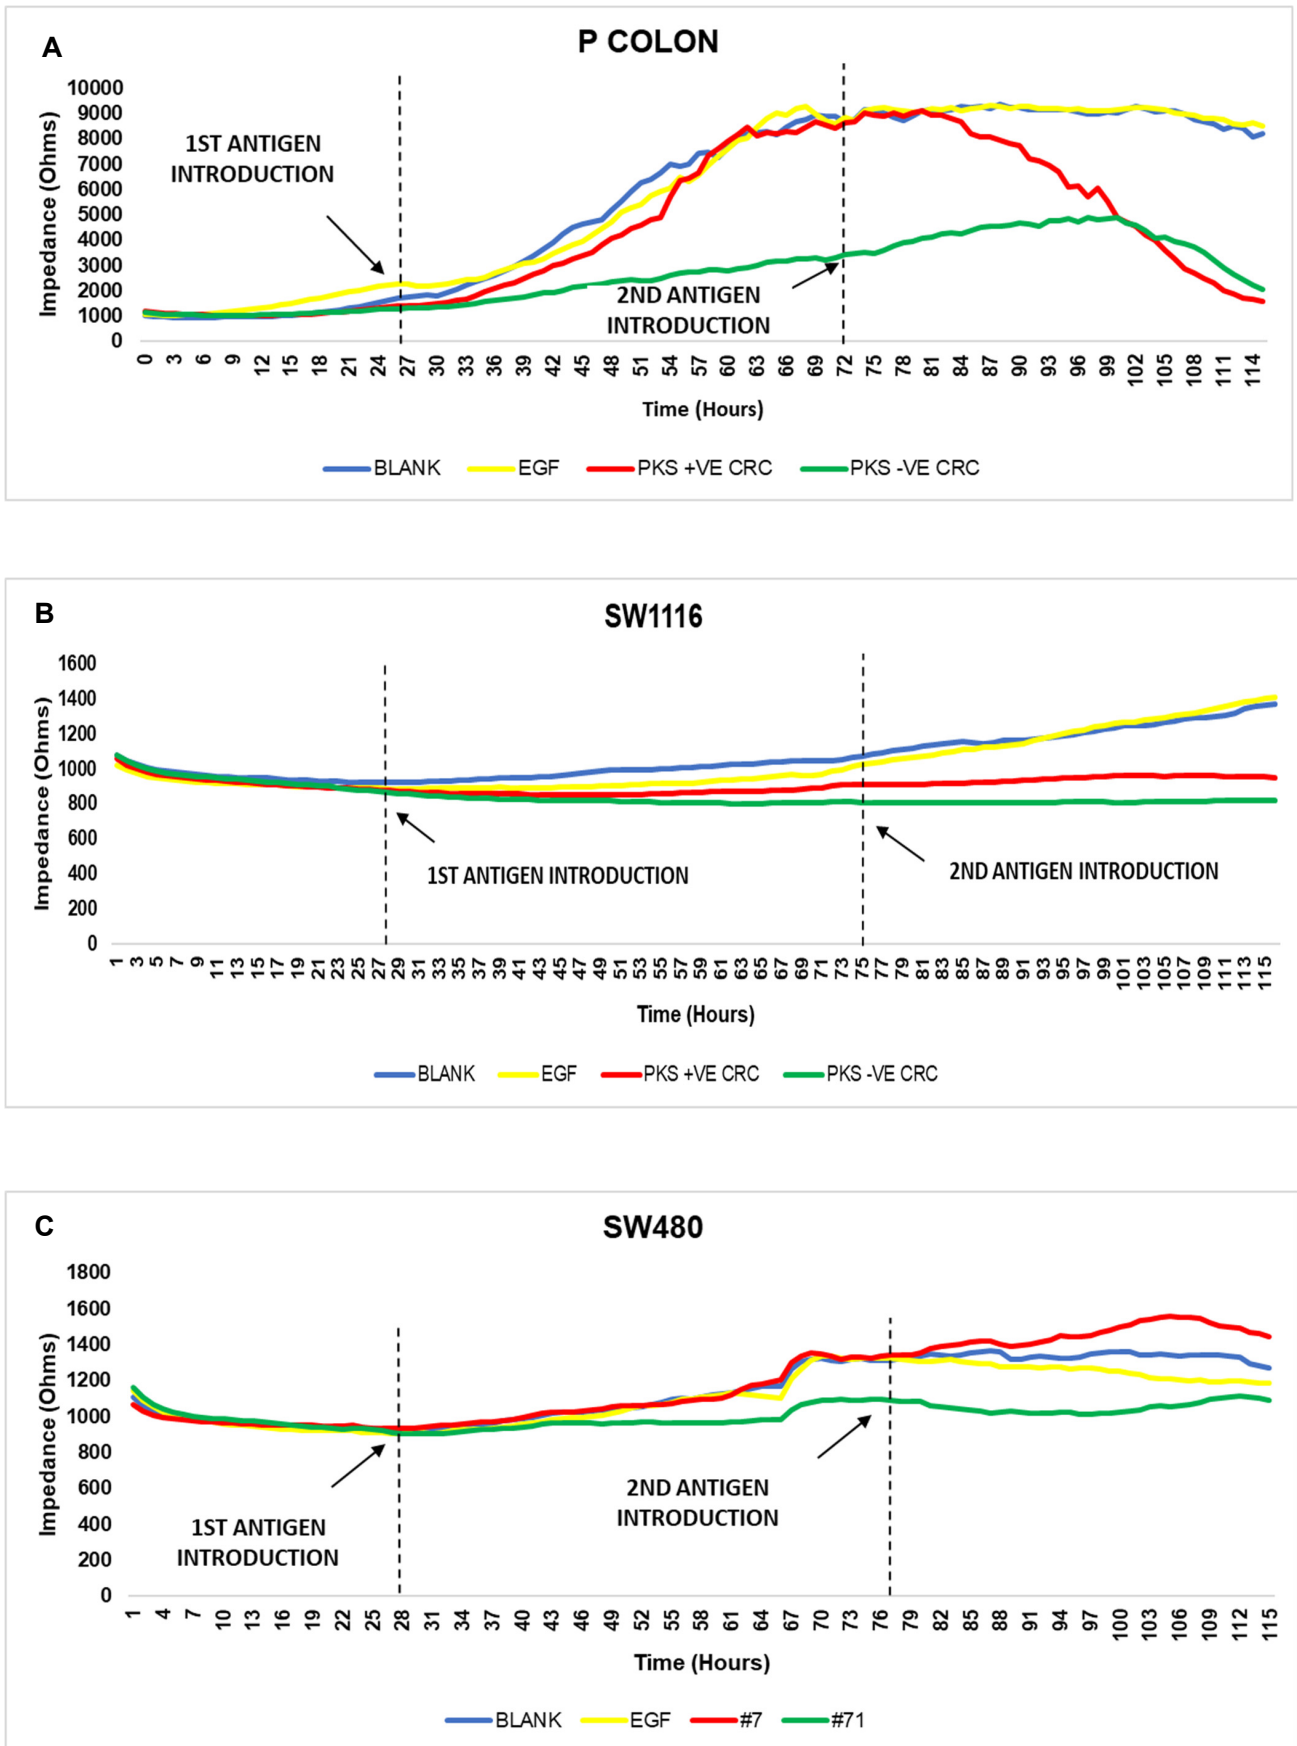 A
P COLON
Impedance (Ohms)
10000
9000
8000
7000
6000
5000
4000
3000
2000
1000
0
1ST ANTIGEN
INTRODUCTION
2ND ANTIGEN
INTRODUCTION
0 3 6 9 12 15 18 21 24 27 30 33 36 39 42 45 48 51 54 57 60 63 66 69 72 75 78 81 84 87 90 93 96 99 102 105 108 111 114
Time (Hours)
BLANK EGF PKS +VE CRC PKS -VE CRC
B
SW1116
Impedance (Ohms)
1600
1400
1200
1000
800
600
400
200
0
1ST ANTIGEN INTRODUCTION
2ND ANTIGEN INTRODUCTION
1 3 5 7 9 11 13 15 17 19 21 23 25 27 29 31 33 35 37 39 41 43 45 47 49 51 53 55 57 59 61 63 65 67 69 71 73 75 77 79 81 83 85 87 89 91 93 95 97 99 101 103 105 107 109 111 113 115
Time (Hours)
BLANK EGF PKS +VE CRC PKS -VE CRC
C
SW480
Impedance (Ohms)
1800
1600
1400
1200
1000
800
600
400
200
0
1ST ANTIGEN
INTRODUCTION
2ND ANTIGEN
INTRODUCTION
1 4 7 10 13 16 19 22 25 28 31 34 37 40 43 46 49 52 55 58 61 64 67 70 73 76 79 82 85 88 91 94 97 100 103 106 109 112 115
Time (Hours)
BLANK EGF #7 #71